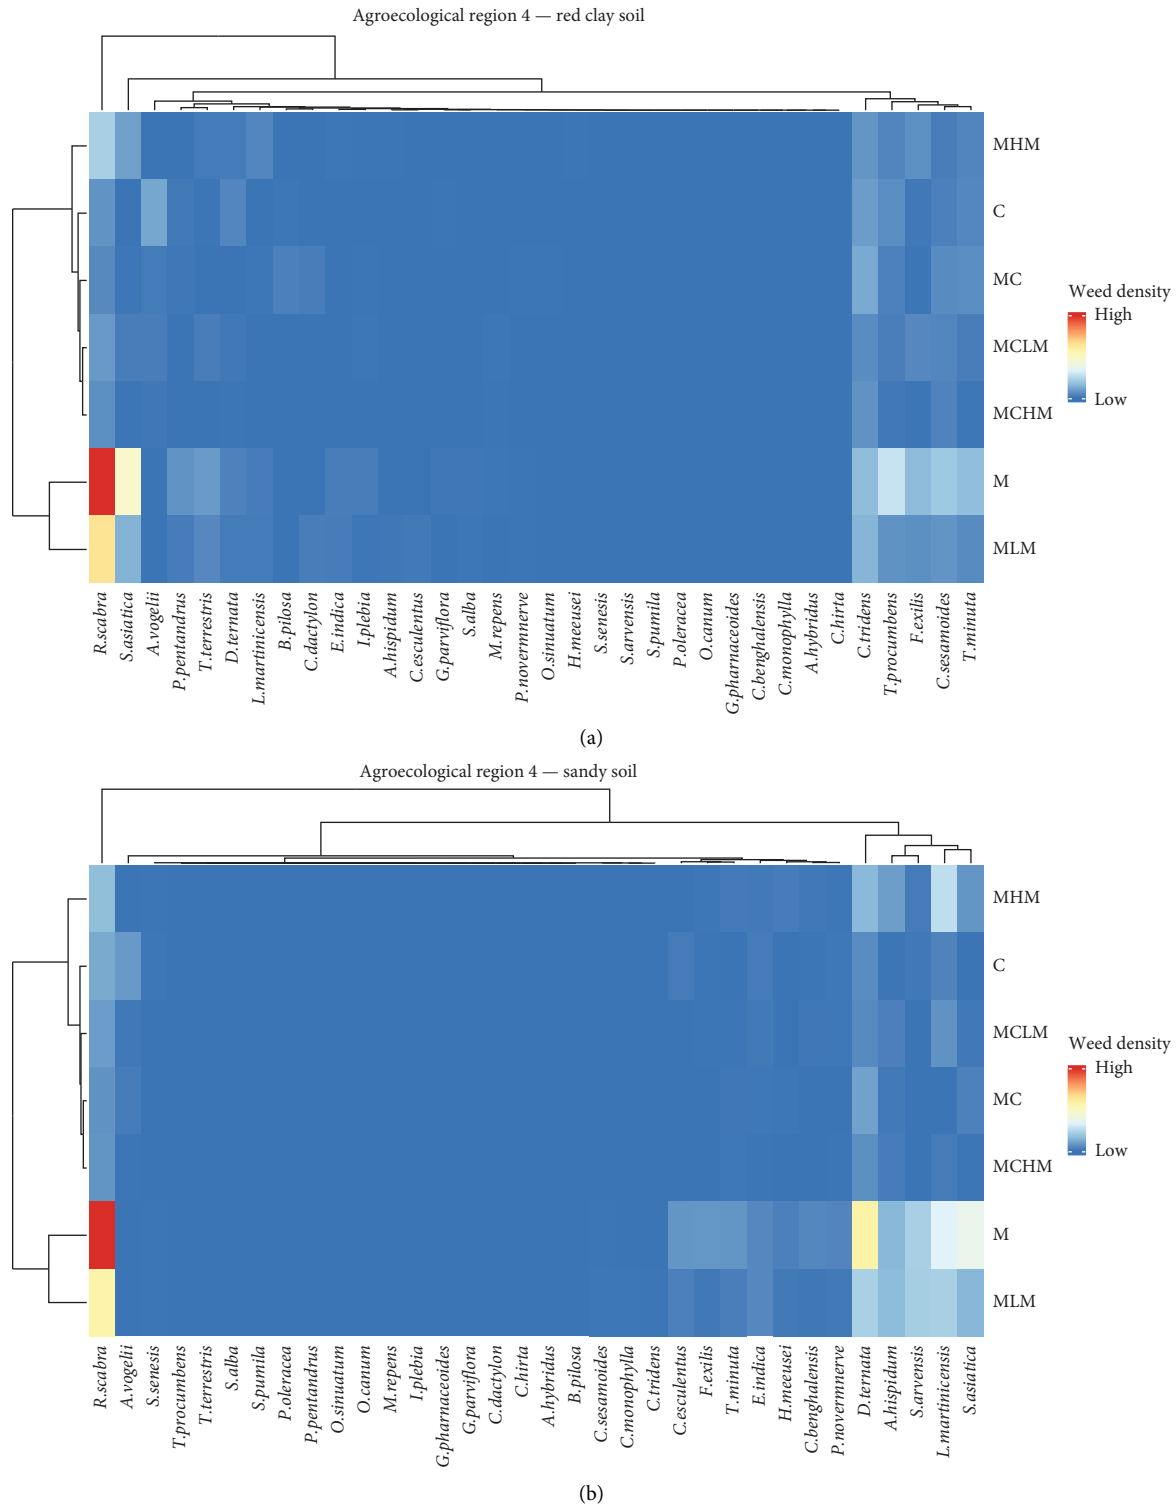 Agroecological region 4 — red clay soil
MHM
C
MC
MCLM
MCHM
M
MLM
Weed density
High
Low
R.scabra
S.asiatica
A.vogelii
P.pentandrus
T.terrestris
D.ternata
L.martinicensis
B.pilosa
C.dactylon
E.indica
I.plebia
A.hispidum
C.esculentus
G.parviflora
S.alba
M.repens
P.novermnerve
O.sinuatum
H.meeusei
S.senesis
S.arvensis
S.pumila
P.oleracea
O.canum
G.pharnaceoides
C.benghalensis
C.monophylla
A.hybridus
C.hirta
C.tridens
T.procumbens
F.exilis
C.sesamoides
T.minuta
(a)
Agroecological region 4 — sandy soil
MHM
C
MCLM
MC
MCHM
M
MLM
Weed density
High
Low
R.scabra
A.vogelii
S.senesis
T.procumbens
T.terrestris
S.alba
S.pumila
P.oleracea
P.pentandrus
O.sinuatum
O.canum
M.repens
I.plebia
G.pharnaceoides
G.parviflora
C.dactylon
C.hirta
A.hybridus
B.pilosa
C.sesamoides
C.monophylla
C.tridens
C.esculentus
F.exilis
T.minuta
E.indica
H.meeusei
C.benghalensis
P.novermnerve
D.ternata
A.hispidum
S.arvensis
L.martinicensis
S.asiatica
(b)